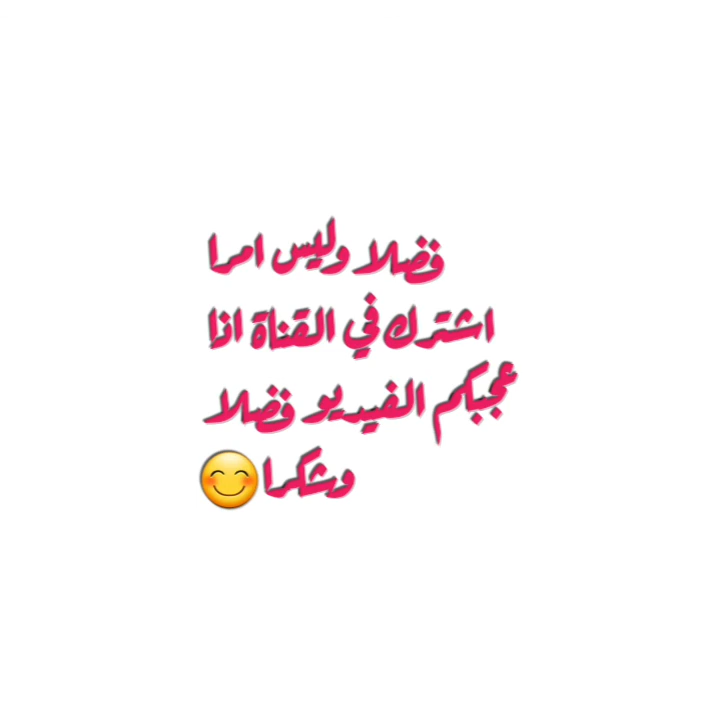 فضلا وليس امرا
اشترك في القناة اذا
عجبكم الفيديو فضلا
وشكرا😊